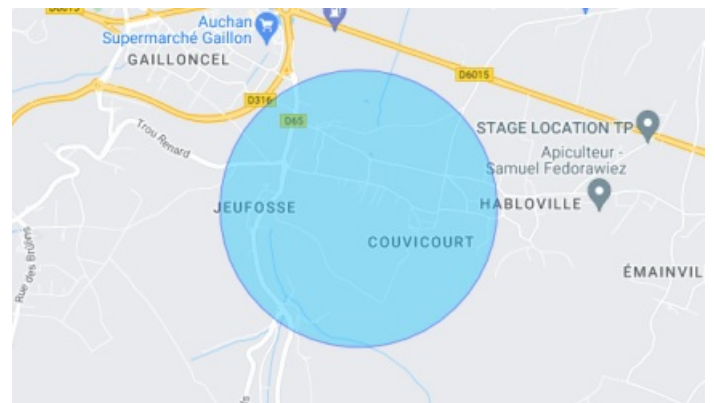 Auchan
Supermarché Gaillon
GAILLONCEL
D6015
D316
D65
STAGE LOCATION TP
Trou Renard
Apiculteur -
Samuel Fedorawiez
JEUFOSSE
HABLOVILLE
COUVICOURT
Rue des Brûlins
ÉMAINVIL